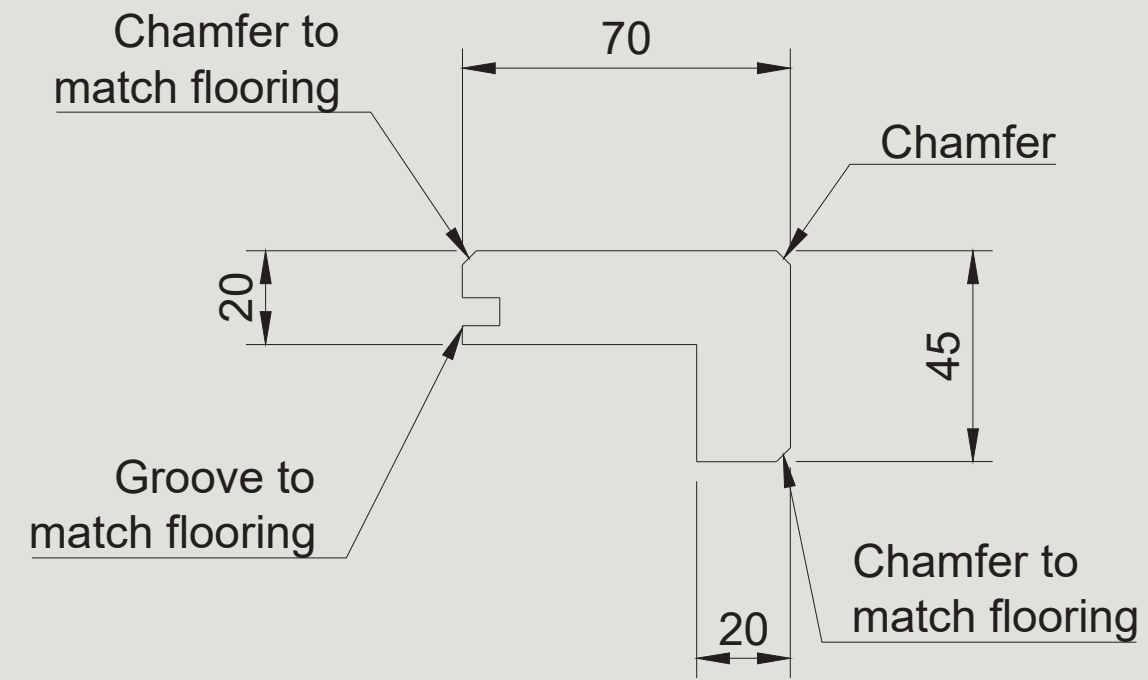 Chamfer to
match flooring
70
Chamfer
20
45
Groove to
match flooring
Chamfer to
match flooring
20